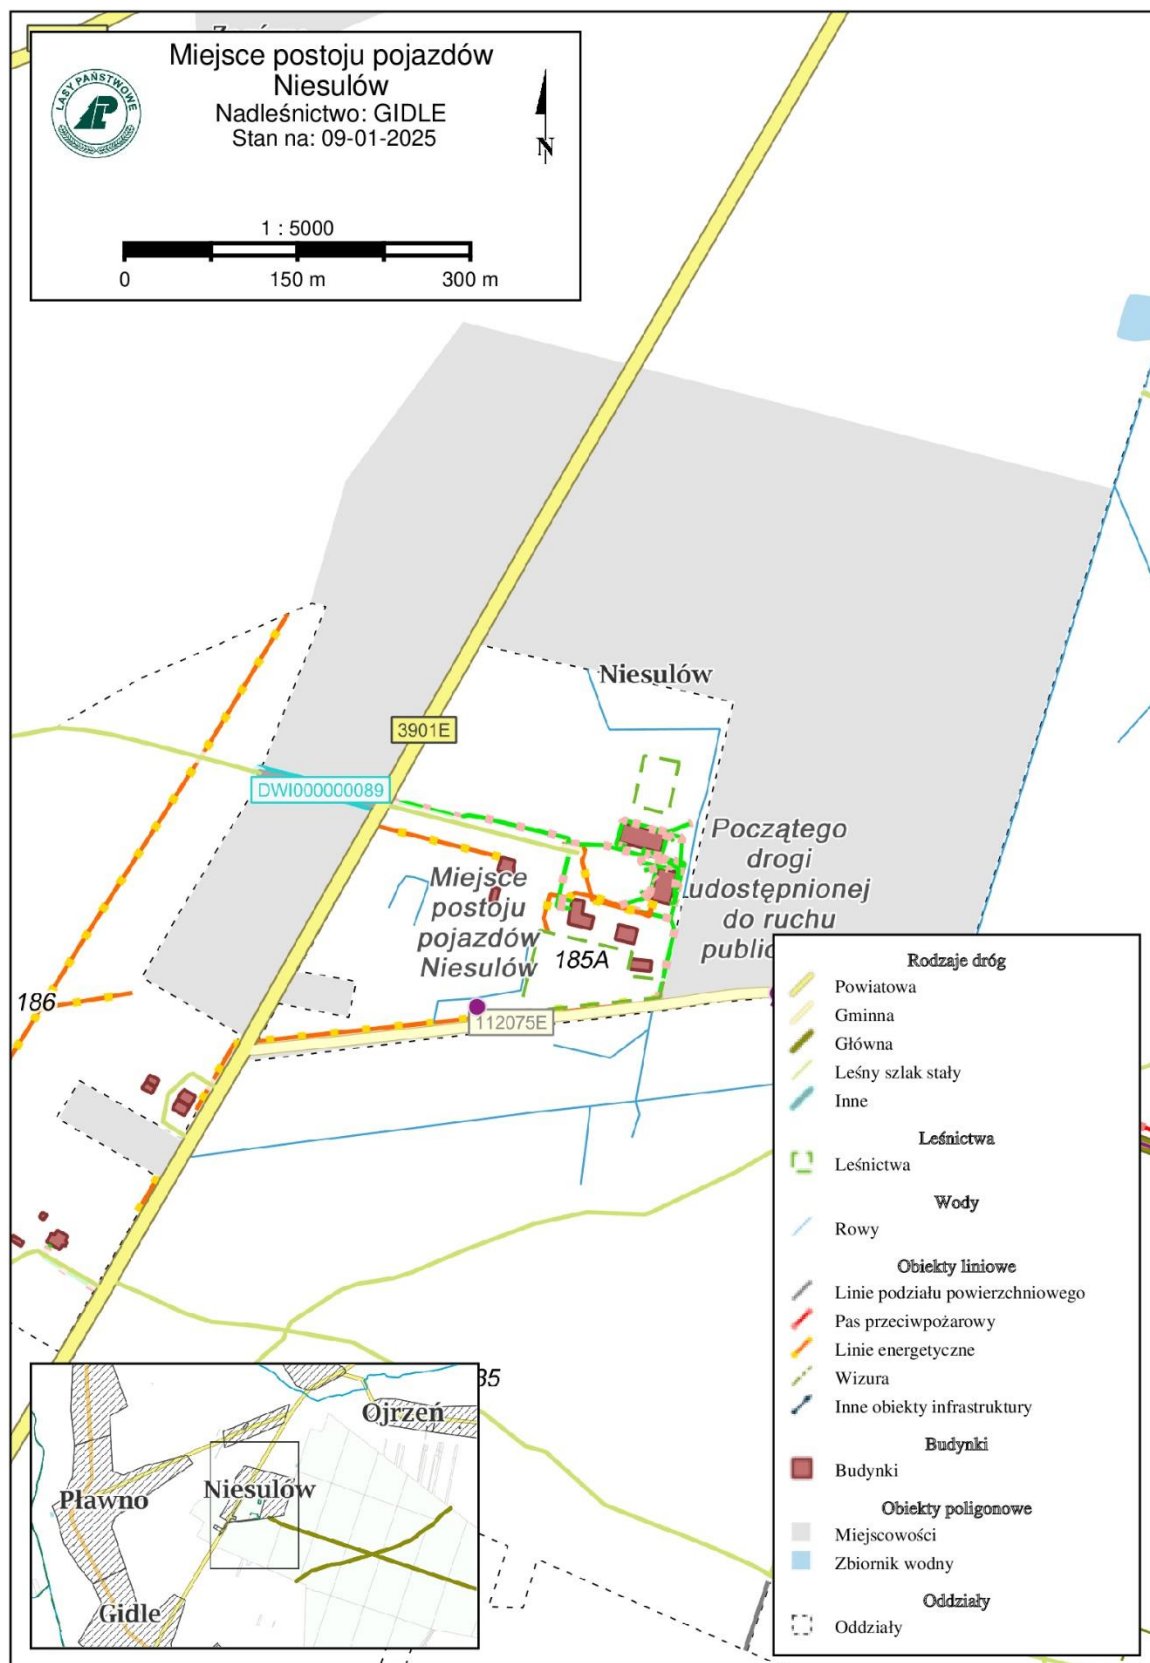 Miejsce postoju pojazdów
Niesulów
Nadleśnictwo: GIDLE
Stan na: 09-01-2025
LASY PAŃSTWOWE
N
1 : 5000
0 150 m 300 m
Niesulów
3901E
DWI000000089
Początego
drogi
udostępnionej
do ruchu
Miejsce
postoju
pojazdów
Niesulów
185A
186
112075E
Rodzaje dróg
Powiatowa
Gminna
Główna
Leśny szlak stały
Inne
Leśnictwa
Leśnictwa
Wody
Rowy
Obiekty liniowe
Linie podziału powierzchniowego
Pas przeciwpożarowy
Linie energetyczne
Wizura
Inne obiekty infrastruktury
Budynki
Budynki
Obiekty poligonowe
Miejscowości
Zbiornik wodny
Oddziały
Oddziały
Ojrzeń
Niesulów
Pławno
Gidle